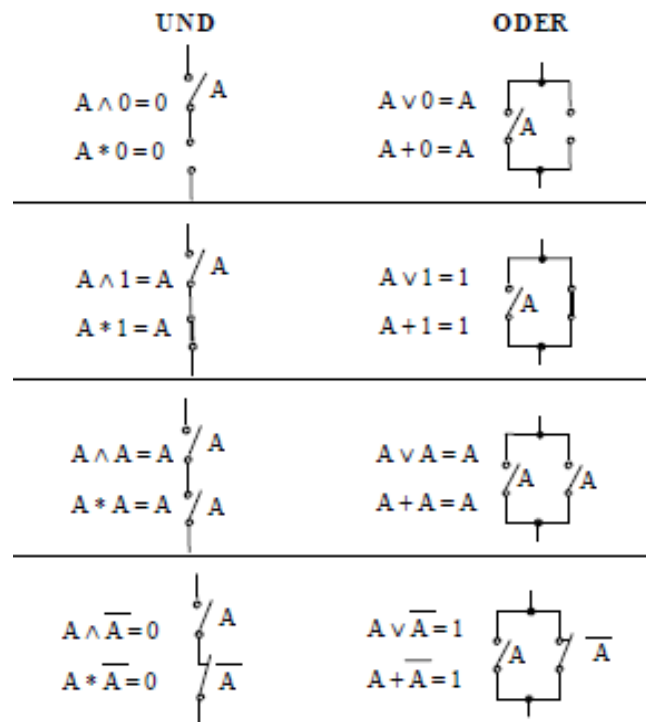 UND ODER
A ∧ 0 = 0 A A ∨ 0 = A A
A * 0 = 0 A + 0 = A
A ∧ 1 = A A A ∨ 1 = 1 A
A * 1 = A A + 1 = 1
A ∧ A = A A A ∨ A = A A A
A * A = A A A + A = A
A ∧ A̅ = 0 A A ∨ A̅ = 1 A A̅
A * A̅ = 0 A̅ A + A̅ = 1